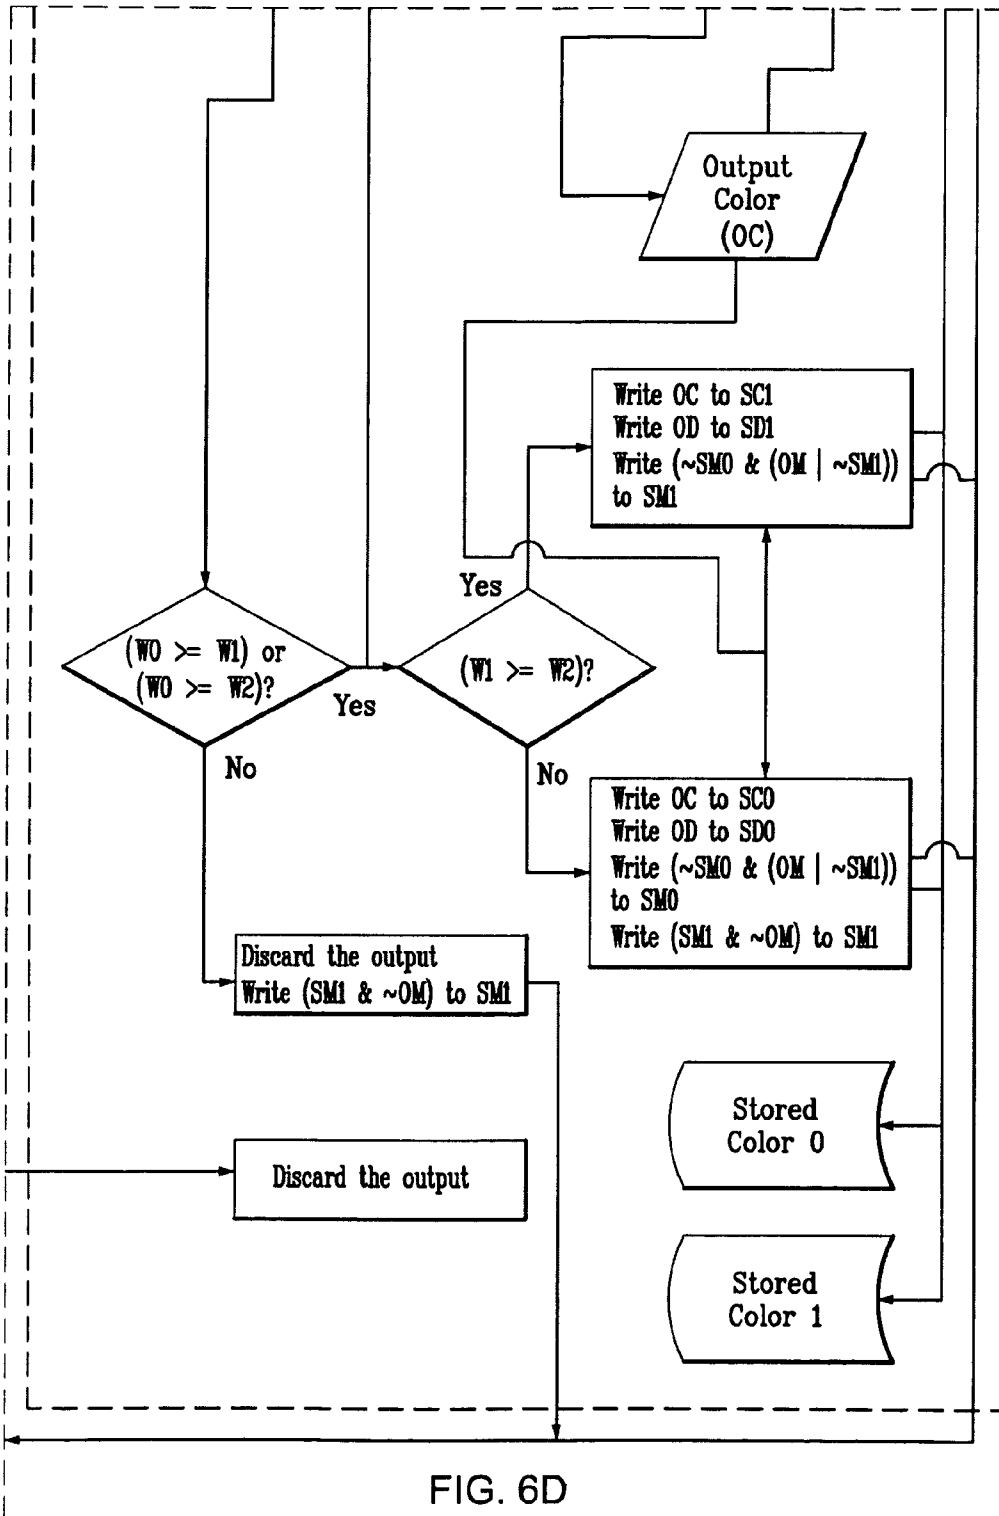 Output
Color
(OC)
Write OC to SC1
Write OD to SD1
Write (~SM0 & (OM | ~SM1))
to SM1
Yes
(W0 >= W1) or
(W0 >= W2)?
Yes
(W1 >= W2)?
No
No
Write OC to SC0
Write OD to SD0
Write (~SM0 & (OM | ~SM1))
to SM0
Write (SM1 & ~OM) to SM1
Discard the output
Write (SM1 & ~OM) to SM1
Stored
Color 0
Discard the output
Stored
Color 1
FIG. 6D